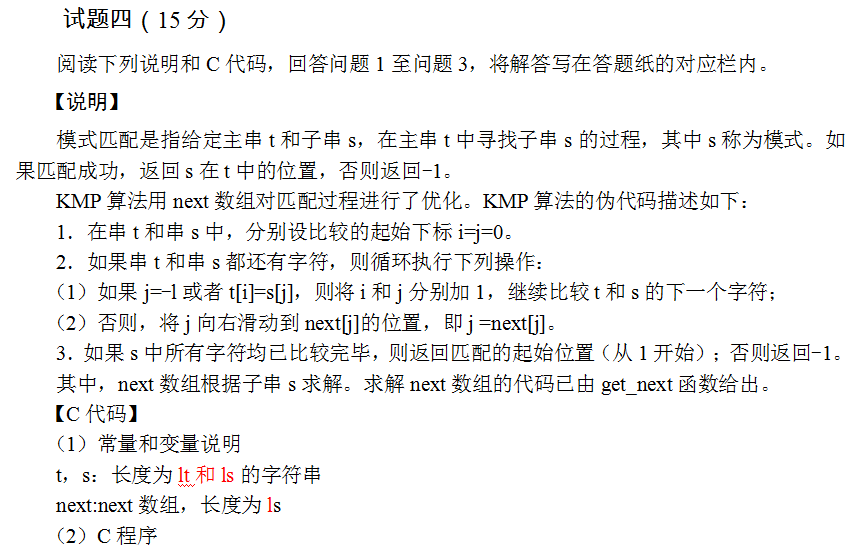 试题四（15 分）
阅读下列说明和 C 代码，回答问题 1 至问题 3，将解答写在答题纸的对应栏内。
【说明】
模式匹配是指给定主串 t 和子串 s，在主串 t 中寻找子串 s 的过程，其中 s 称为模式。如
果匹配成功，返回 s 在 t 中的位置，否则返回-1。
KMP 算法用 next 数组对匹配过程进行了优化。KMP 算法的伪代码描述如下：
1．在串 t 和串 s 中，分别设比较的起始下标 i=j=0。
2．如果串 t 和串 s 都还有字符，则循环执行下列操作：
（1）如果 j=-l 或者 t[i]=s[j]，则将 i 和 j 分别加 1，继续比较 t 和 s 的下一个字符；
（2）否则，将 j 向右滑动到 next[j]的位置，即 j =next[j]。
3．如果 s 中所有字符均已比较完毕，则返回匹配的起始位置（从 1 开始）；否则返回-1。
其中，next 数组根据子串 s 求解。求解 next 数组的代码已由 get_next 函数给出。
【C 代码】
（1）常量和变量说明
t，s：长度为 lt 和 ls 的字符串
next:next 数组，长度为 ls
（2）C 程序